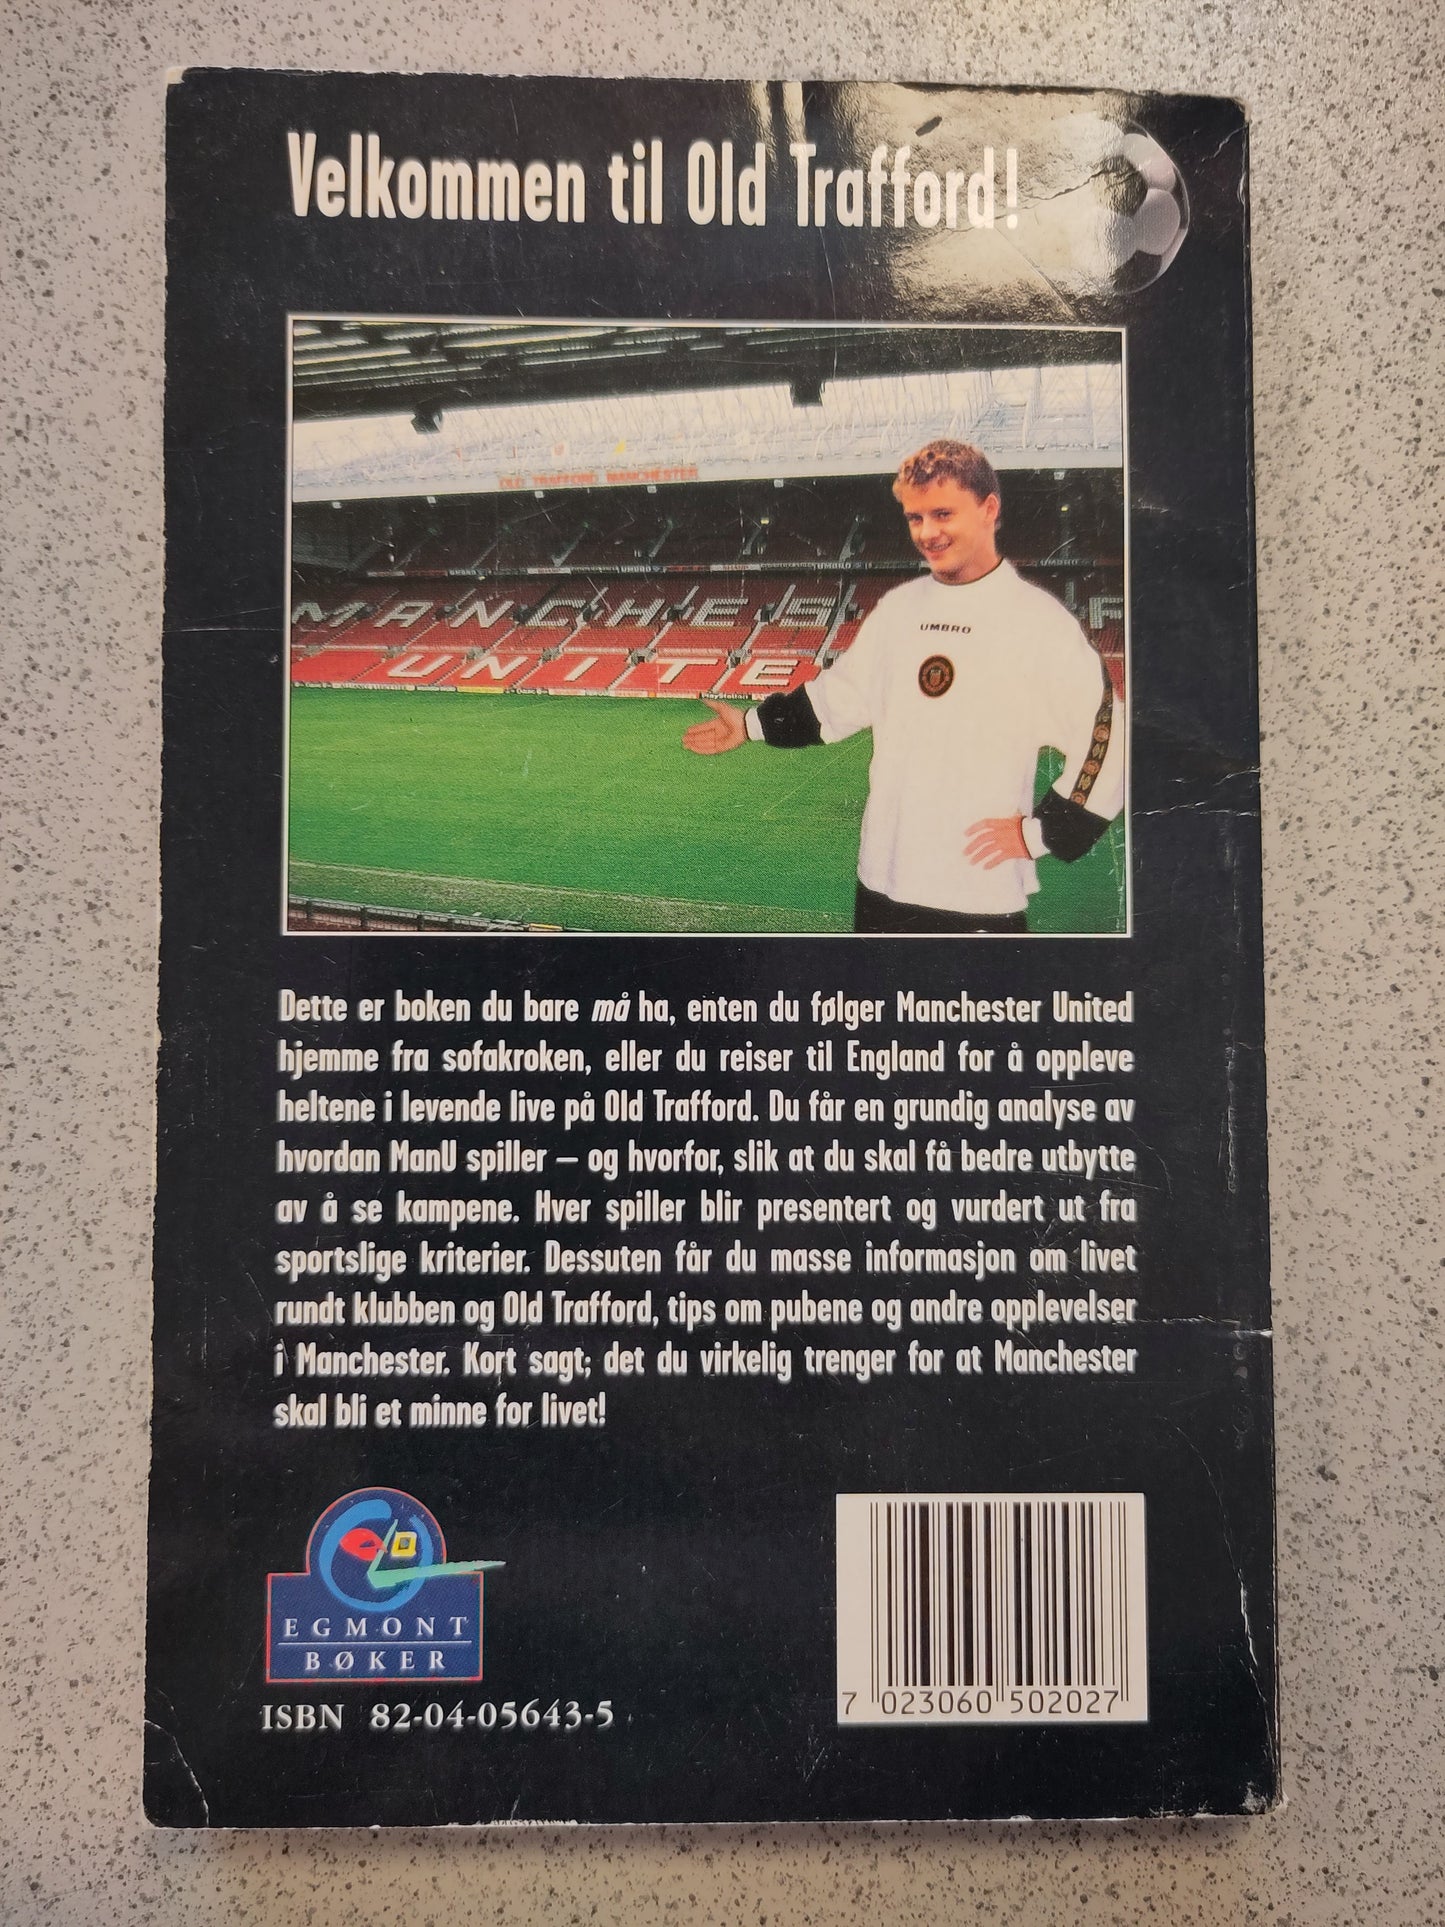 Velkommen til Old Trafford!
OLD TRAFFORD MANCHESTER
UMBRO
MANCHES
UNITE
UMBRO
PlayStation
Dette er boken du bare må ha, enten du følger Manchester United
hjemme fra sofakroken, eller du reiser til England for å oppleve
heltene i levende live på Old Trafford. Du får en grundig analyse av
hvordan ManU spiller – og hvorfor, slik at du skal få bedre utbytte
av å se kampene. Hver spiller blir presentert og vurdert ut fra
sportslige kriterier. Dessuten får du masse informasjon om livet
rundt klubben og Old Trafford, tips om pubene og andre opplevelser
i Manchester. Kort sagt; det du virkelig trenger for at Manchester
skal bli et minne for livet!
EGMONT
BØKER
ISBN 82-04-05643-5
7 023060 502027